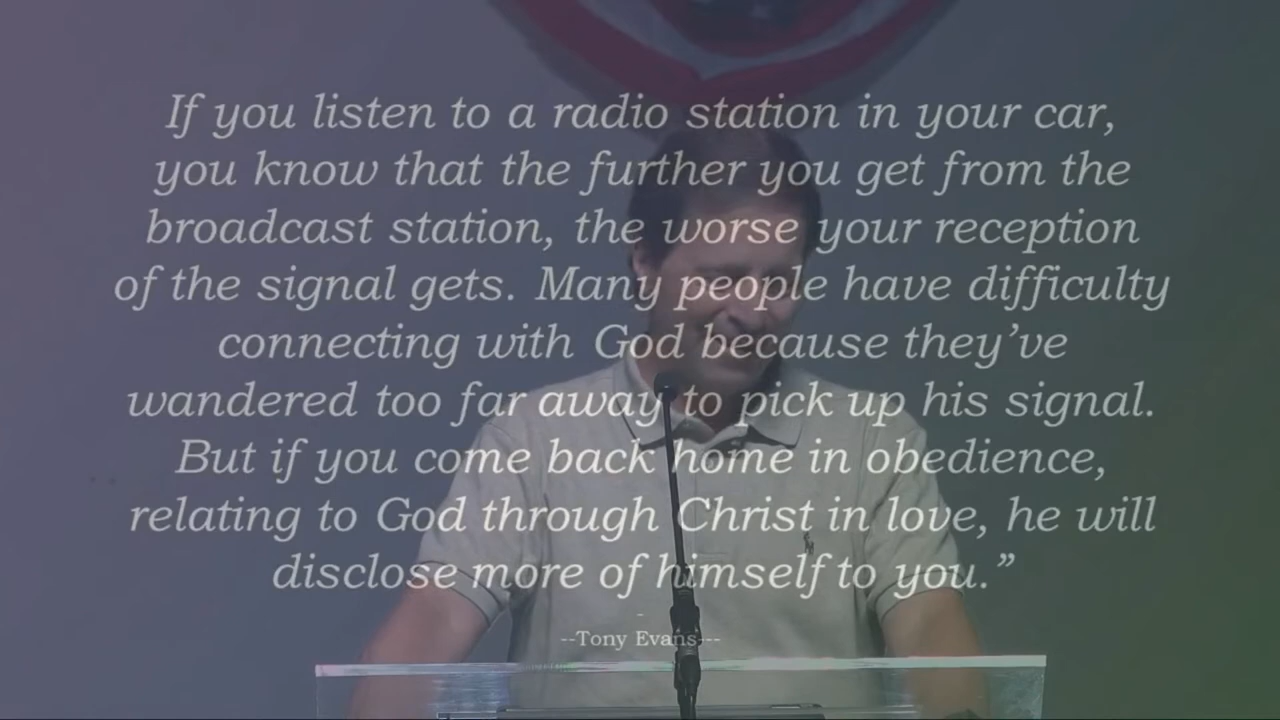 If you listen to a radio station in your car,
you know that the further you get from the
broadcast station, the worse your reception
of the signal gets. Many people have difficulty
connecting with God because they’ve
wandered too far away to pick up his signal.
But if you come back home in obedience,
relating to God through Christ in love, he will
disclose more of himself to you.”
-
--Tony Evans---